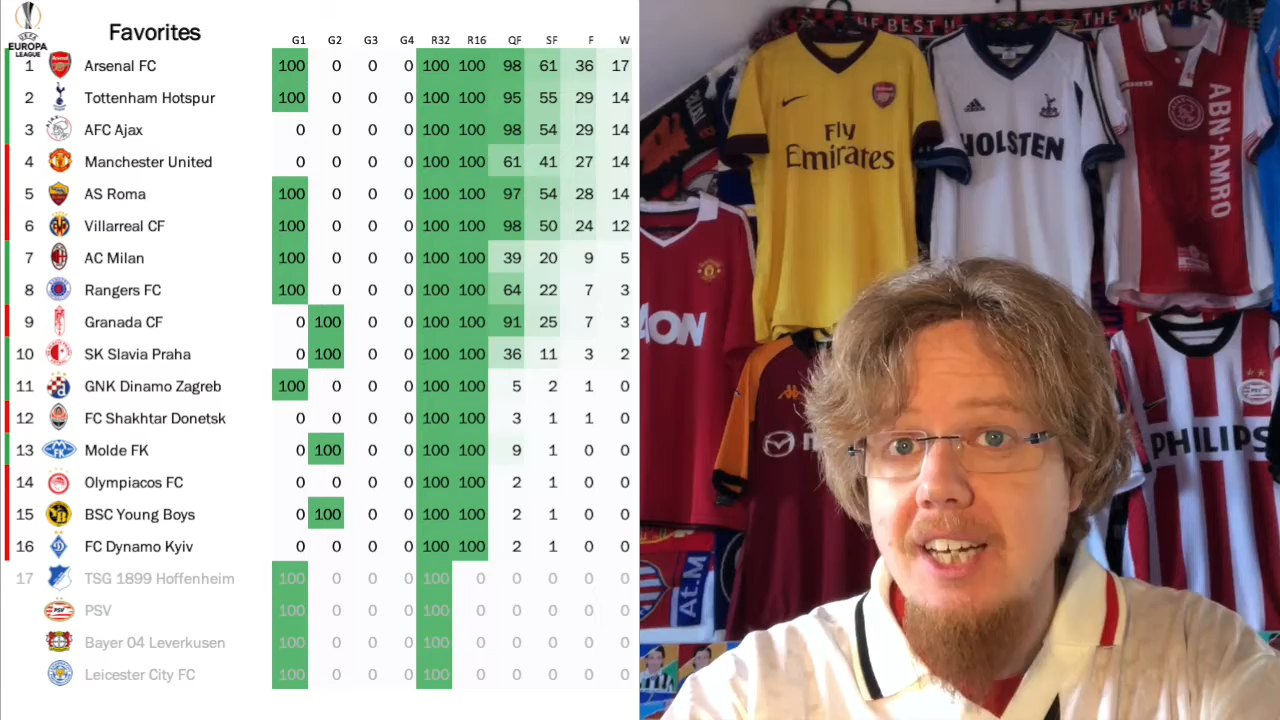 UEFA
EUROPA
LEAGUE
Favorites
G1 G2 G3 G4 R32 R16 QF SF F W
1 Arsenal FC 100 0 0 0 100 100 98 61 36 17
2 Tottenham Hotspur 100 0 0 0 100 100 95 55 29 14
3 AFC Ajax 0 0 0 0 100 100 98 54 29 14
4 Manchester United 0 0 0 0 100 100 61 41 27 14
5 AS Roma 100 0 0 0 100 100 97 54 28 14
6 Villarreal CF 100 0 0 0 100 100 98 50 24 12
7 AC Milan 100 0 0 0 100 100 39 20 9 5
8 Rangers FC 100 0 0 0 100 100 64 22 7 3
9 Granada CF 0 100 0 0 100 100 91 25 7 3
10 SK Slavia Praha 0 100 0 0 100 100 36 11 3 2
11 GNK Dinamo Zagreb 100 0 0 0 100 100 5 2 1 0
12 FC Shakhtar Donetsk 0 0 0 0 100 100 3 1 1 0
13 Molde FK 0 100 0 0 100 100 9 1 0 0
14 Olympiacos FC 0 0 0 0 100 100 2 1 0 0
15 BSC Young Boys 0 100 0 0 100 100 2 1 0 0
16 FC Dynamo Kyiv 0 0 0 0 100 100 2 1 0 0
17 TSG 1899 Hoffenheim 100 0 0 0 100 0 0 0 0 0
PSV 100 0 0 0 100 0 0 0 0 0
Bayer 04 Leverkusen 100 0 0 0 100 0 0 0 0 0
Leicester City FC 100 0 0 0 100 0 0 0 0 0
THE BEST !!
THE WINNERS
Fly
Emirates
HOLSTEN
ABN·AMRO
AON
PSV
PHILIPS
At.M